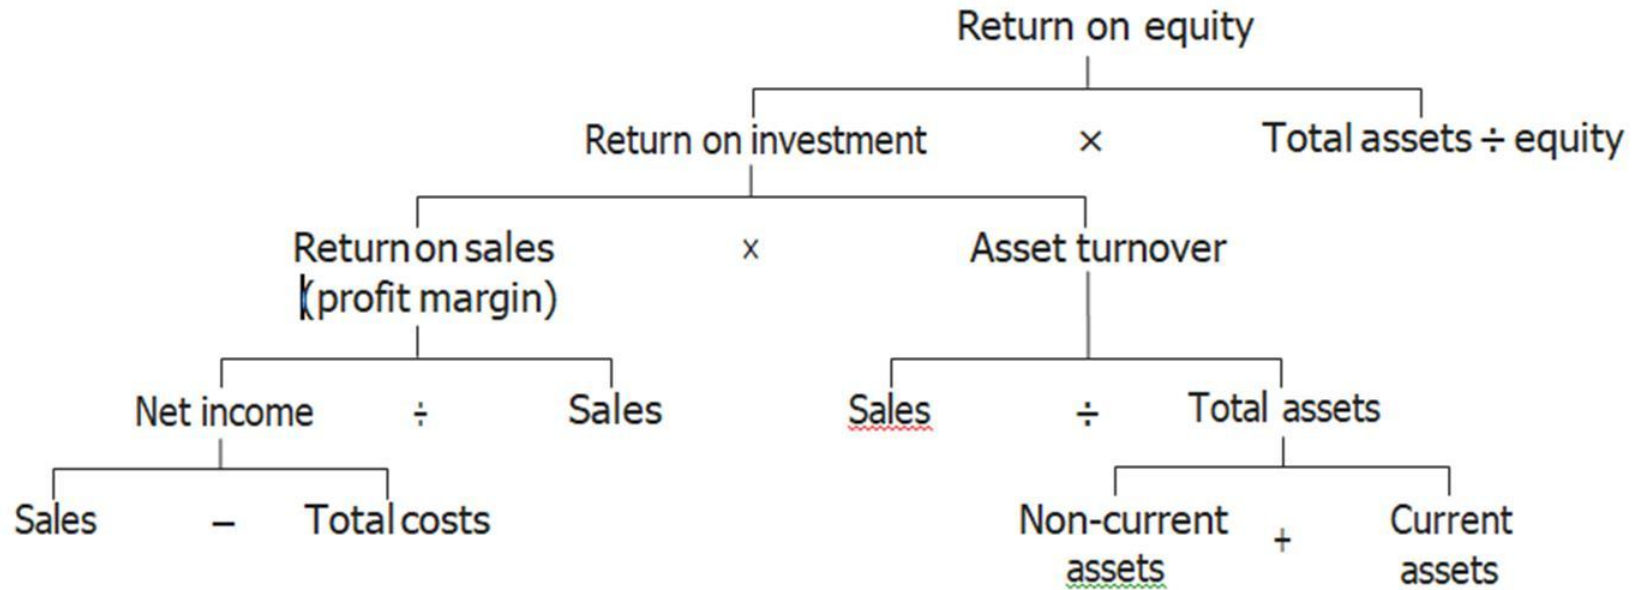 Return on equity
Return on investment × Total assets ÷ equity
Return on sales x Asset turnover
(profit margin)
Net income ÷ Sales Sales ÷ Total assets
Sales – Total costs Non-current + Current
assets assets